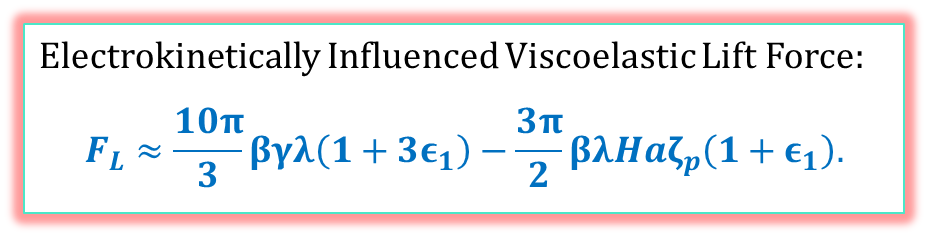 Electrokinetically Influenced Viscoelastic Lift Force:
F_L ≈ 10π/3 βγλ(1 + 3ϵ₁) − 3π/2 βλHaζ_p(1 + ϵ₁).